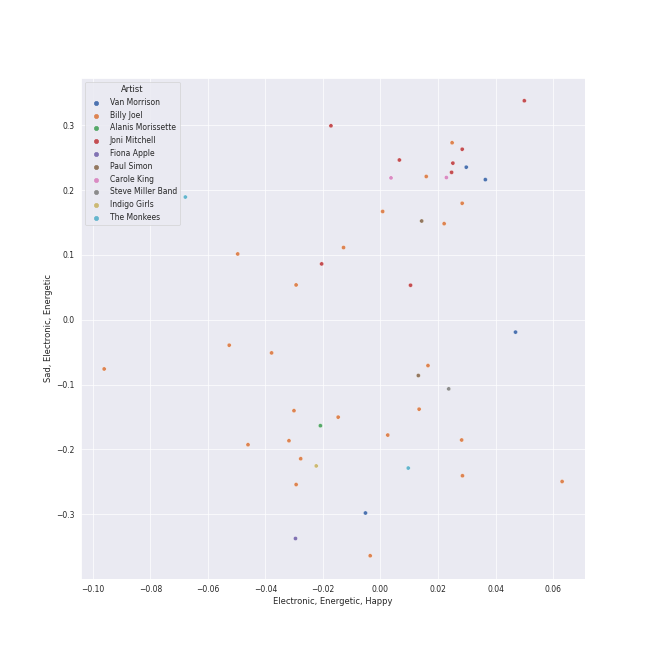 Artist
Van Morrison
Billy Joel
Alanis Morissette
Joni Mitchell
Fiona Apple
Paul Simon
Carole King
Steve Miller Band
Indigo Girls
The Monkees
0.3
0.2
0.1
0.0
−0.1
−0.2
−0.3
Sad, Electronic, Energetic
−0.10 −0.08 −0.06 −0.04 −0.02 0.00 0.02 0.04 0.06
Electronic, Energetic, Happy